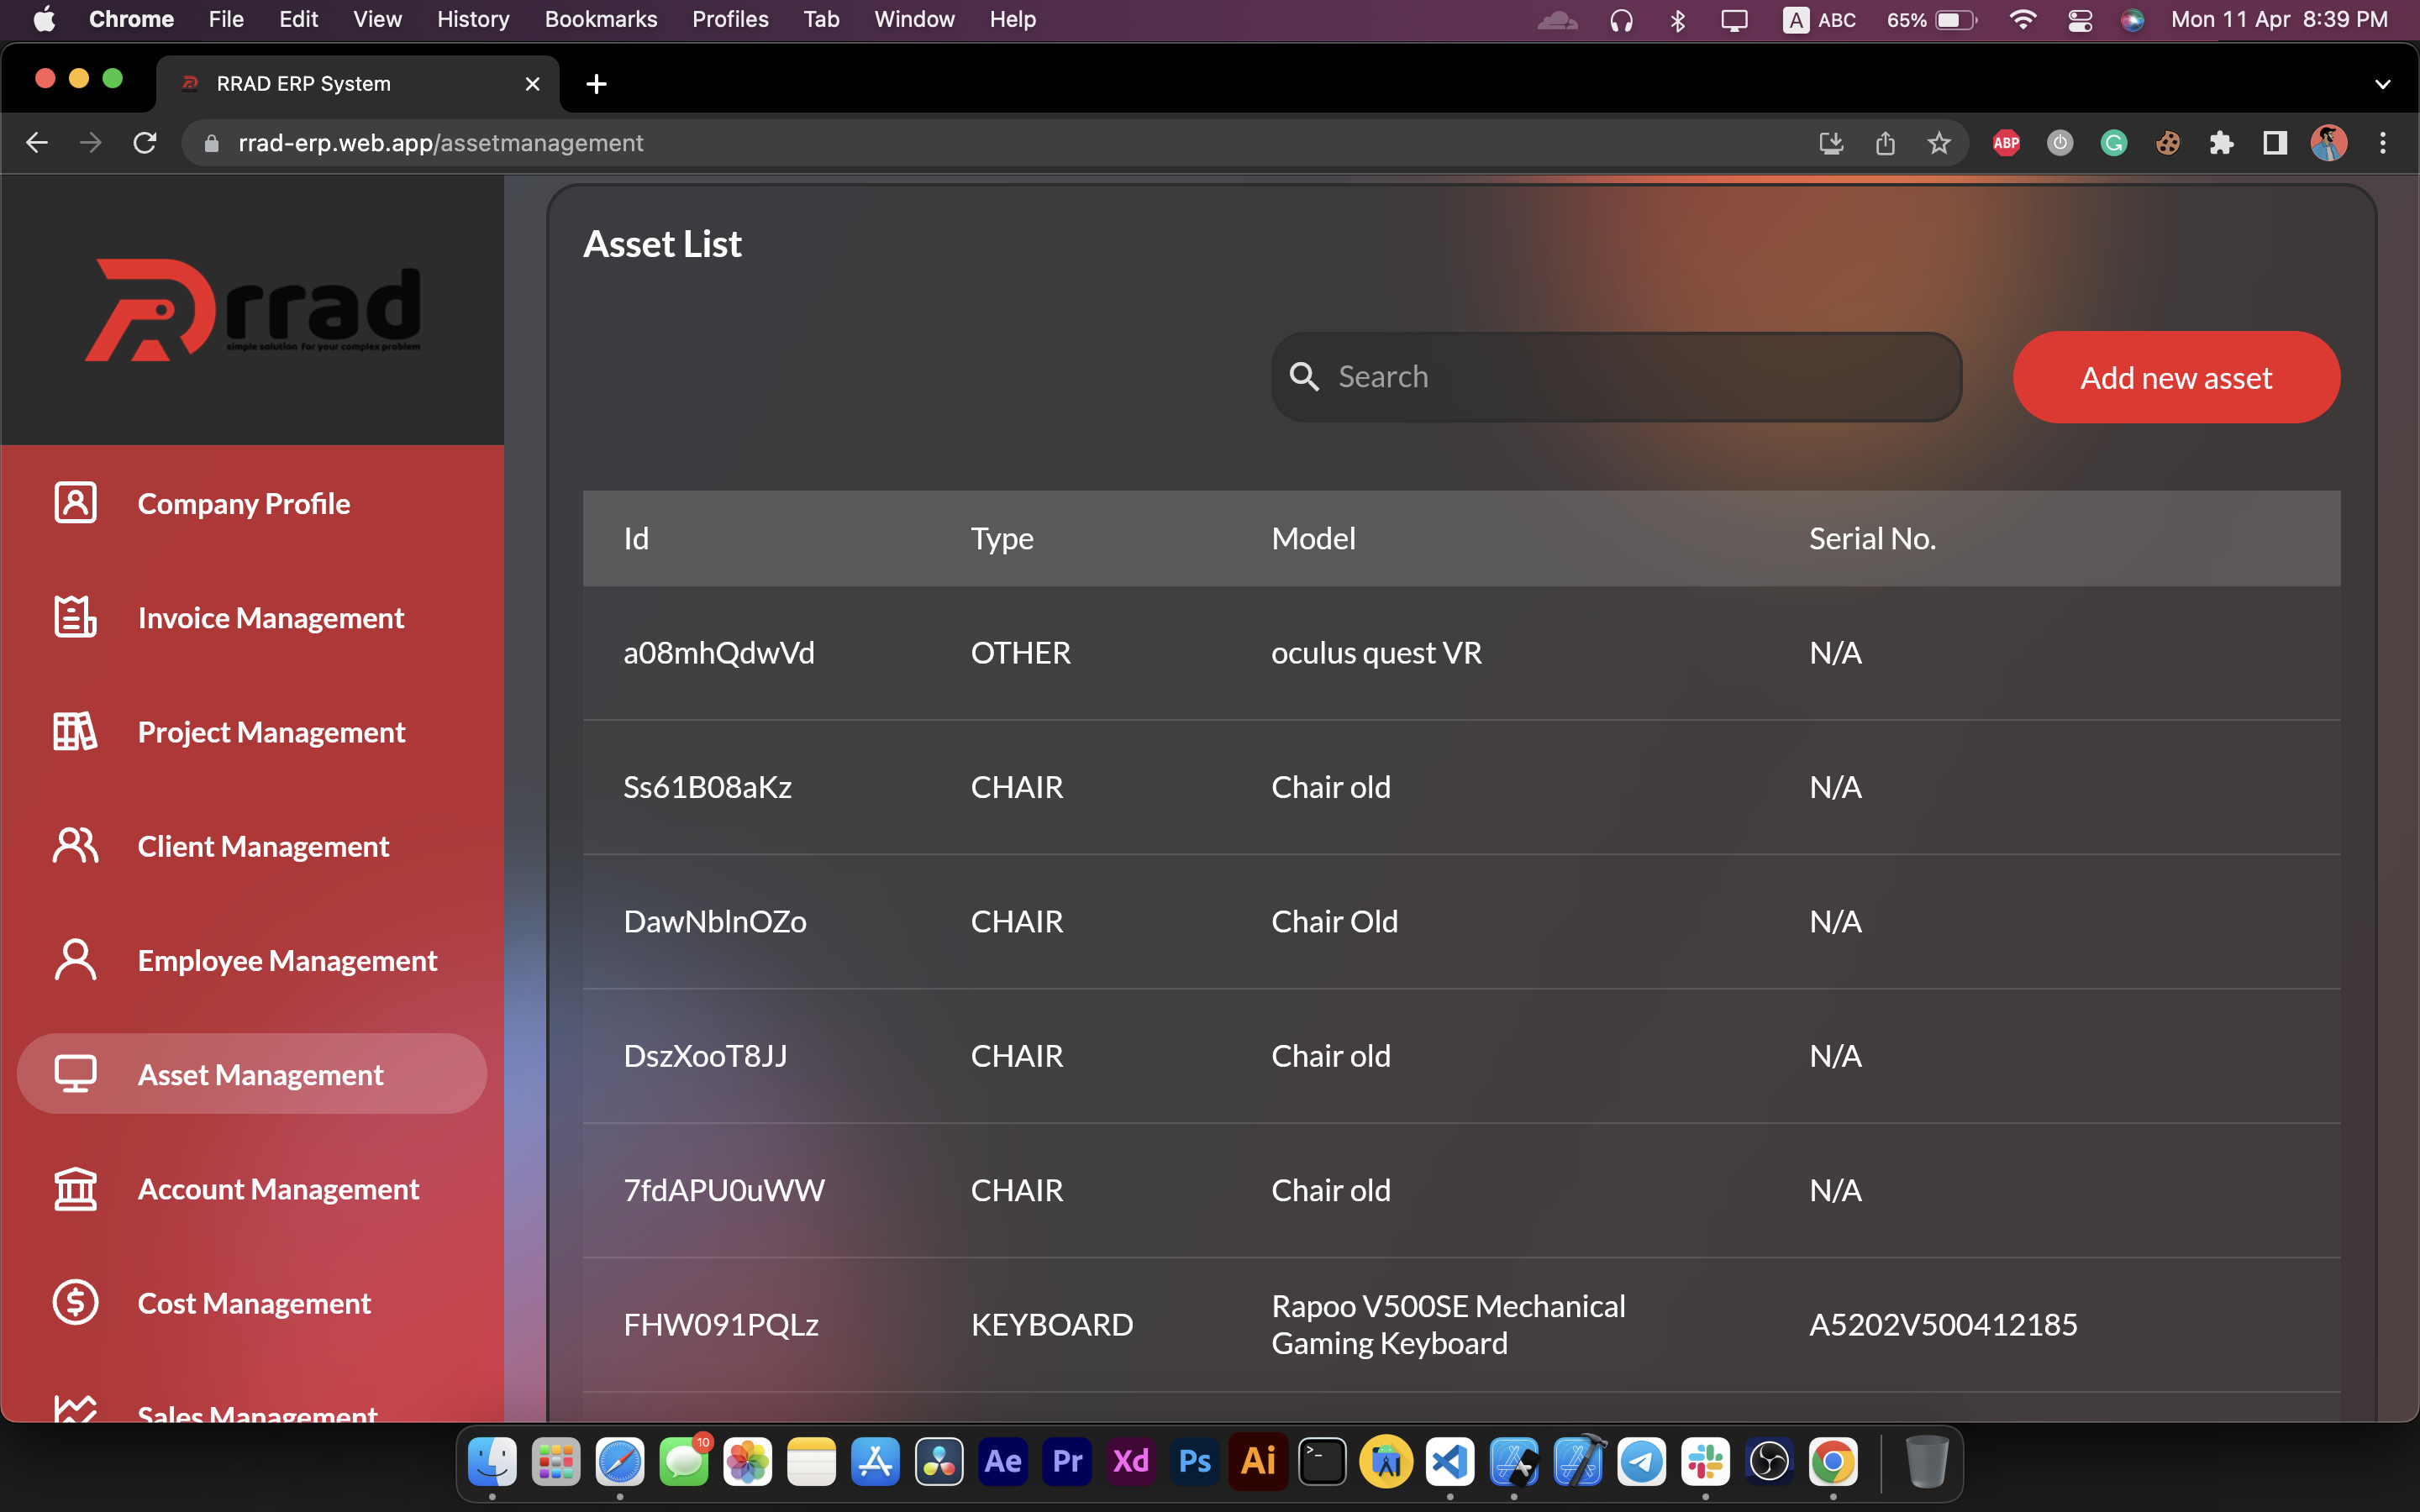 Chrome File Edit View History Bookmarks Profiles Tab Window Help A ABC 65% Mon 11 Apr 8:39 PM
RRAD ERP System
rrad-erp.web.app/assetmanagement
ABP
rrad
simple solution for your complex problem
Company Profile
Invoice Management
Project Management
Client Management
Employee Management
Asset Management
Account Management
Cost Management
Sales Management
Asset List
Search
Add new asset
Id Type Model Serial No.
a08mhQdwVd OTHER oculus quest VR N/A
Ss61B08aKz CHAIR Chair old N/A
DawNblnOZo CHAIR Chair Old N/A
DszXooT8JJ CHAIR Chair old N/A
7fdAPU0uWW CHAIR Chair old N/A
FHW091PQLz KEYBOARD Rapoo V500SE Mechanical
Gaming Keyboard A5202V500412185
10
Ae Pr Xd Ps Ai